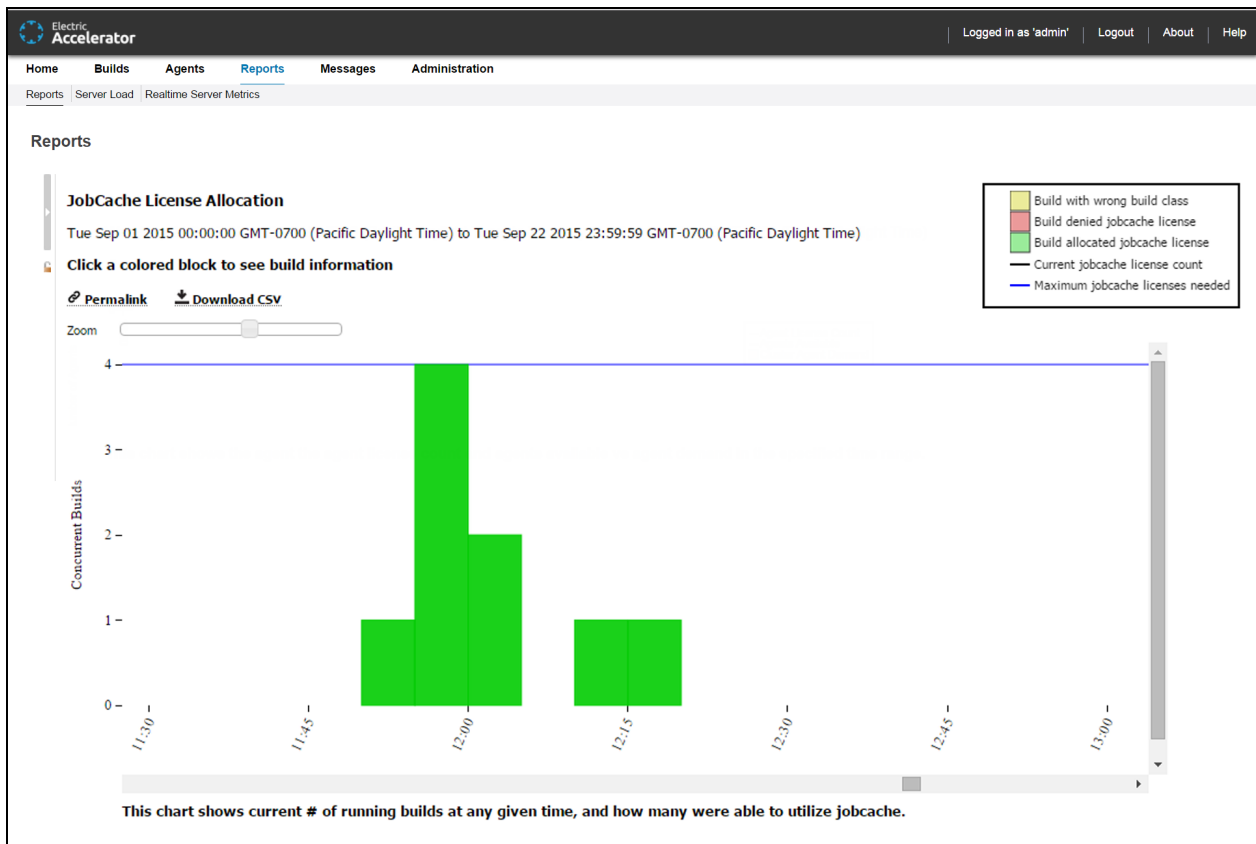 Electric
Accelerator
Logged in as 'admin' Logout About Help
Home Builds Agents Reports Messages Administration
Reports Server Load Realtime Server Metrics
Reports
JobCache License Allocation
Tue Sep 01 2015 00:00:00 GMT-0700 (Pacific Daylight Time) to Tue Sep 22 2015 23:59:59 GMT-0700 (Pacific Daylight Time)
Click a colored block to see build information
Permalink Download CSV
Zoom
Build with wrong build class
Build denied jobcache license
Build allocated jobcache license
Current jobcache license count
Maximum jobcache licenses needed
4
3
2
1
0
Concurrent Builds
11:30 11:45 12:00 12:15 12:30 12:45 13:00
This chart shows current # of running builds at any given time, and how many were able to utilize jobcache.